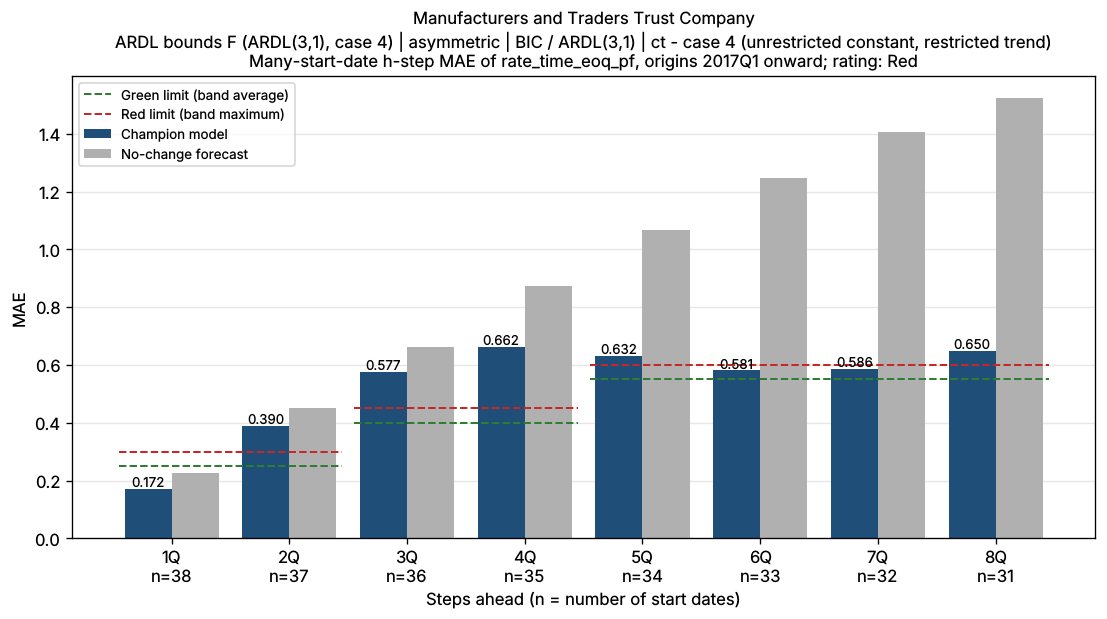 Manufacturers and Traders Trust Company
ARDL bounds F (ARDL(3,1), case 4) | asymmetric | BIC / ARDL(3,1) | ct - case 4 (unrestricted constant, restricted trend)
Many-start-date h-step MAE of rate_time_eoq_pf, origins 2017Q1 onward; rating: Red
Green limit (band average)
Red limit (band maximum)
Champion model
No-change forecast
MAE
1.4
1.2
1.0
0.8
0.6
0.4
0.2
0.0
0.172
0.390
0.577
0.662
0.632
0.581
0.586
0.650
1Q 2Q 3Q 4Q 5Q 6Q 7Q 8Q
n=38 n=37 n=36 n=35 n=34 n=33 n=32 n=31
Steps ahead (n = number of start dates)